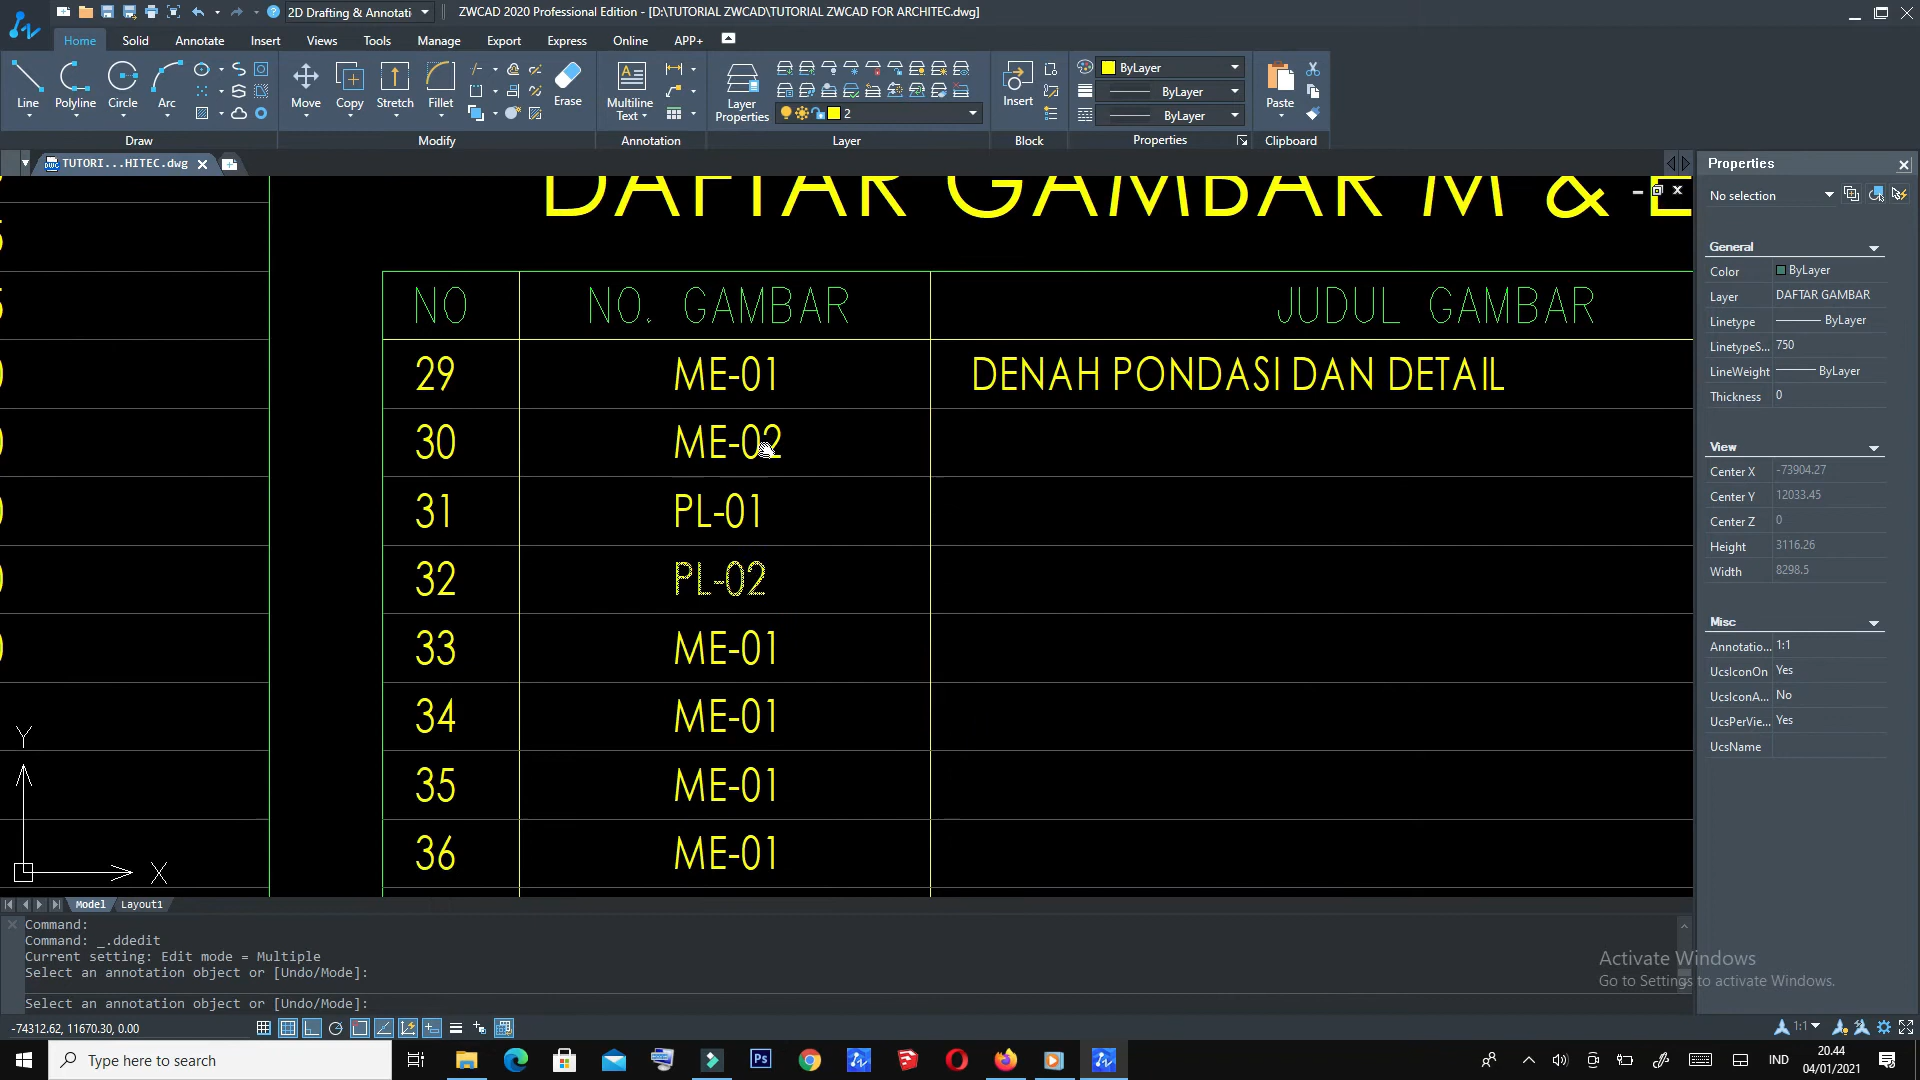 2D Drafting & Annotati
ZWCAD 2020 Professional Edition - [D:\TUTORIAL ZWCAD\TUTORIAL ZWCAD FOR ARCHITEC.dwg]
Home Solid Annotate Insert Views Tools Manage Export Express Online APP+
Line Polyline Circle Arc Move Copy Stretch Fillet Erase Multiline Text Layer Properties Insert Paste
2
ByLayer
ByLayer
ByLayer
Draw Modify Annotation Layer Block Properties Clipboard
TUTORI...HITEC.dwg
DAFTAR GAMBAR M & E
NO NO. GAMBAR JUDUL GAMBAR
29 ME-01 DENAH PONDASI DAN DETAIL
30 ME-02
31 PL-01
32 PL-02
33 ME-01
34 ME-01
35 ME-01
36 ME-01
Y
X
Properties
No selection
General
Color ByLayer
Layer DAFTAR GAMBAR
Linetype ByLayer
LinetypeS... 750
LineWeight ByLayer
Thickness 0
View
Center X -73904.27
Center Y 12033.45
Center Z 0
Height 3116.26
Width 8298.5
Misc
Annotatio... 1:1
UcsIconOn Yes
UcsIconA... No
UcsPerVie... Yes
UcsName
Model Layout1
Command:
Command: _.ddedit
Current setting: Edit mode = Multiple
Select an annotation object or [Undo/Mode]:
Select an annotation object or [Undo/Mode]:
Activate Windows
Go to Settings to activate Windows.
-74312.62, 11670.30, 0.00
1:1
Type here to search
Ps
IND
20.44
04/01/2021